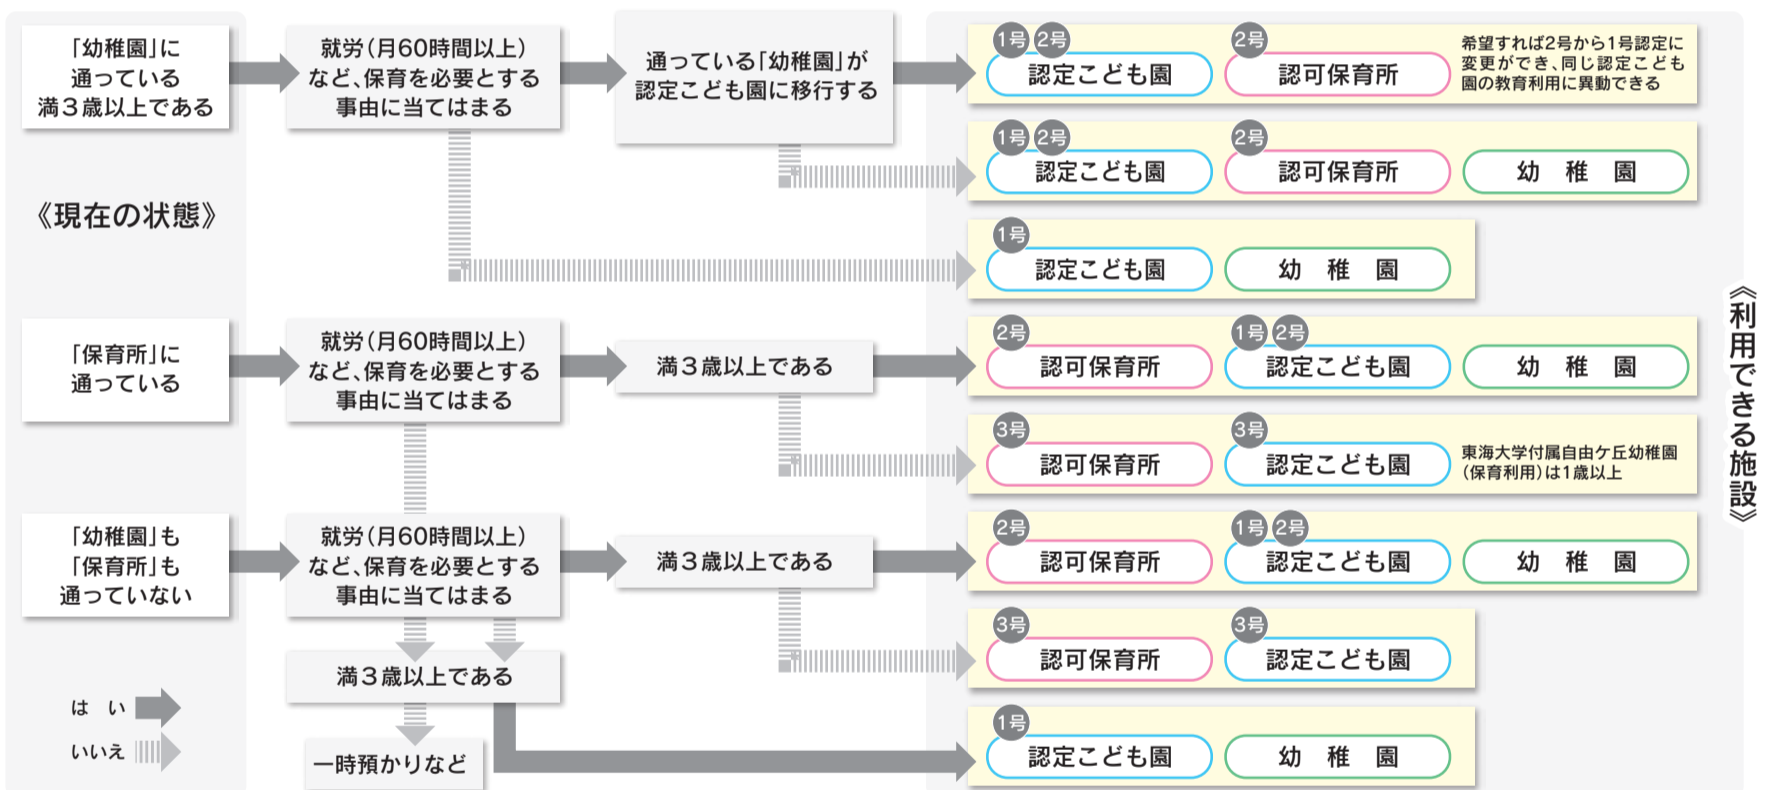 「幼稚園」に
通っている
満３歳以上である
就労（月60時間以上）
など、保育を必要とする
事由に当てはまる
通っている「幼稚園」が
認定こども園に移行する
1号 2号
認定こども園
2号
認可保育所
希望すれば2号から1号認定に
変更ができ、同じ認定こども
園の教育利用に異動できる
1号 2号
認定こども園
2号
認可保育所
幼 稚 園
《現在の状態》
1号
認定こども園
幼 稚 園
《利用できる施設》
「保育所」に
通っている
就労（月60時間以上）
など、保育を必要とする
事由に当てはまる
満３歳以上である
2号
認可保育所
1号 2号
認定こども園
幼 稚 園
3号
認可保育所
3号
認定こども園
東海大学付属自由ケ丘幼稚園
（保育利用）は1歳以上
「幼稚園」も
「保育所」も
通っていない
就労（月60時間以上）
など、保育を必要とする
事由に当てはまる
満３歳以上である
2号
認可保育所
1号 2号
認定こども園
幼 稚 園
3号
認可保育所
3号
認定こども園
満３歳以上である
は い
いいえ
一時預かりなど
1号
認定こども園
幼 稚 園